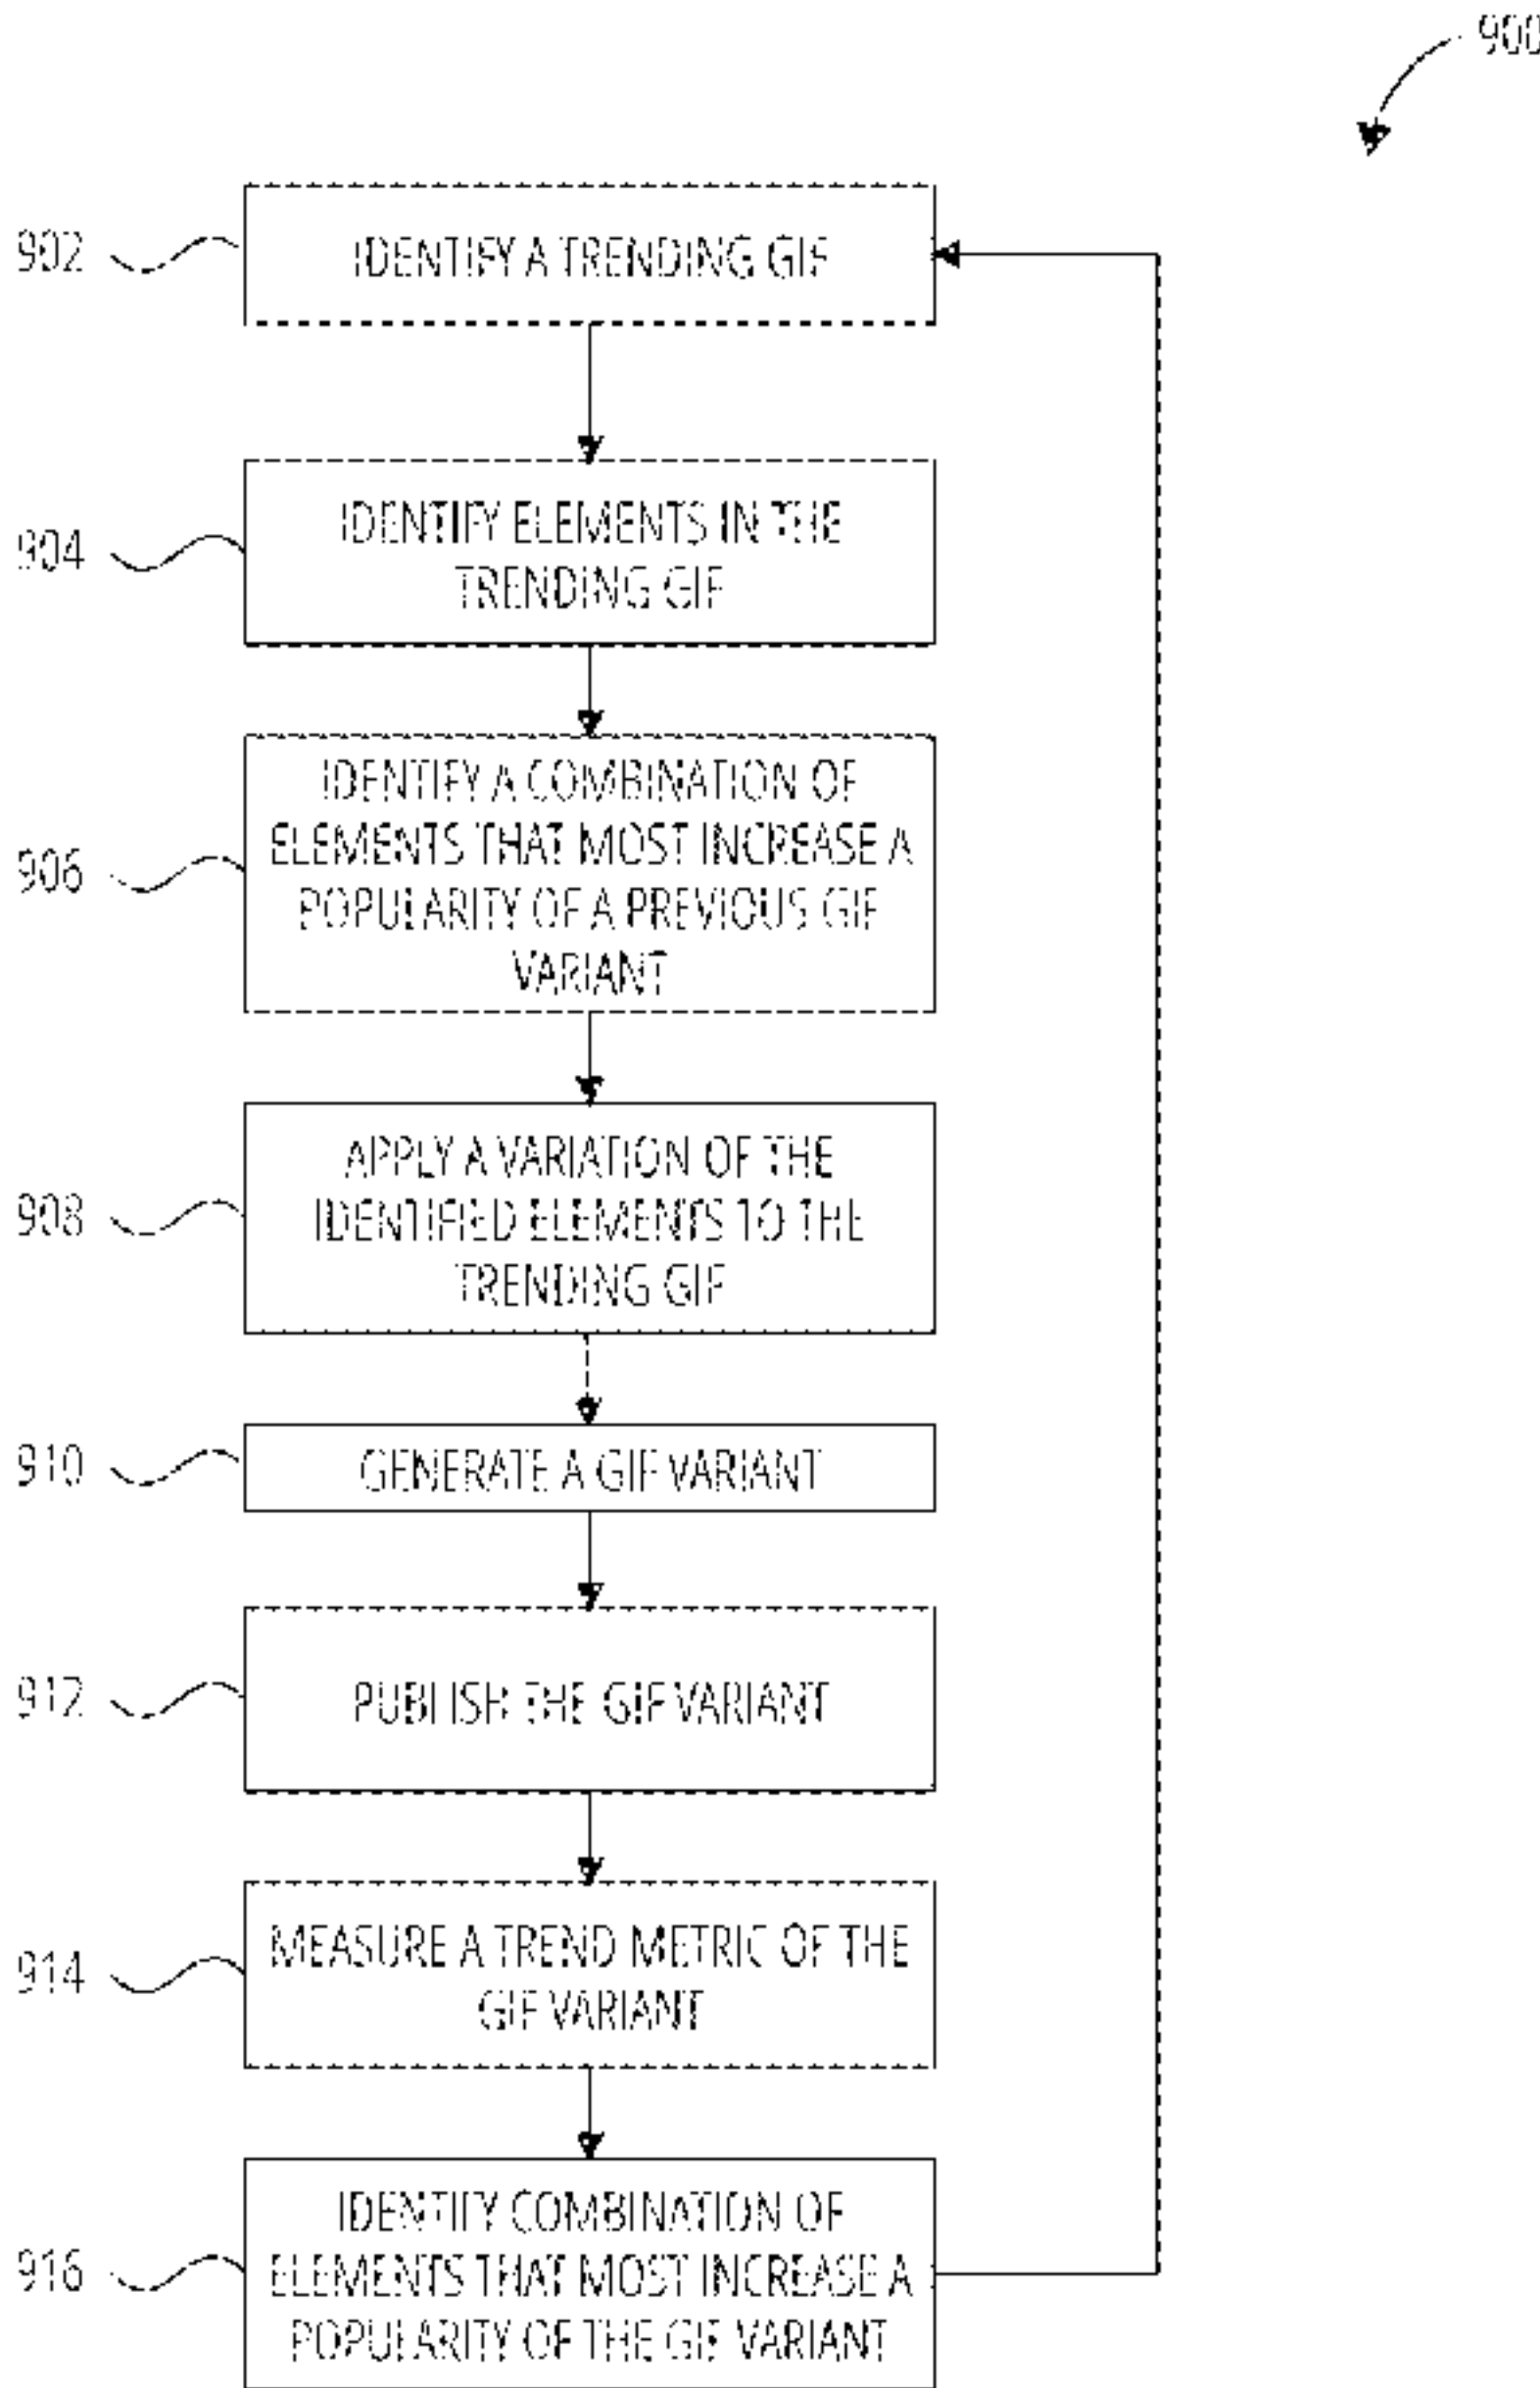 900
902
IDENTIFY A TRENDING GIF
904
IDENTIFY ELEMENTS IN THE
TRENDING GIF
906
IDENTIFY A COMBINATION OF
ELEMENTS THAT MOST INCREASE A
POPULARITY OF A PREVIOUS GIF
VARIANT
908
APPLY A VARIATION OF THE
IDENTIFIED ELEMENTS TO THE
TRENDING GIF
910
GENERATE A GIF VARIANT
912
PUBLISH THE GIF VARIANT
914
MEASURE A TREND METRIC OF THE
GIF VARIANT
916
IDENTIFY COMBINATION OF
ELEMENTS THAT MOST INCREASE A
POPULARITY OF THE GIF VARIANT